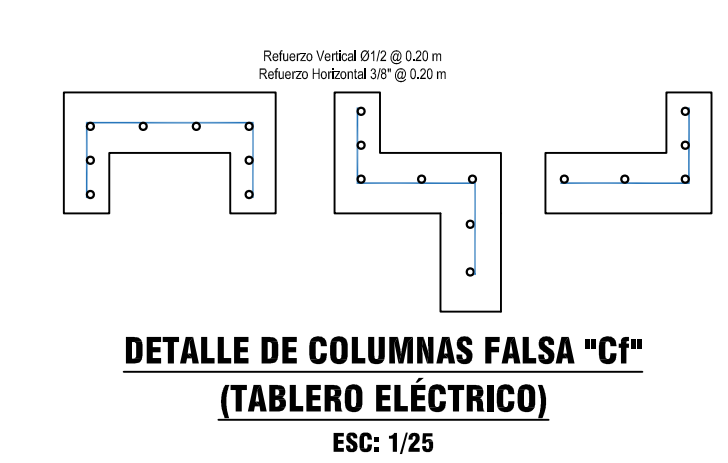 Refuerzo Vertical Ø1/2 @ 0.20 m
Refuerzo Horizontal 3/8" @ 0.20 m
DETALLE DE COLUMNAS FALSA "Cf"
(TABLERO ELÉCTRICO)
ESC: 1/25